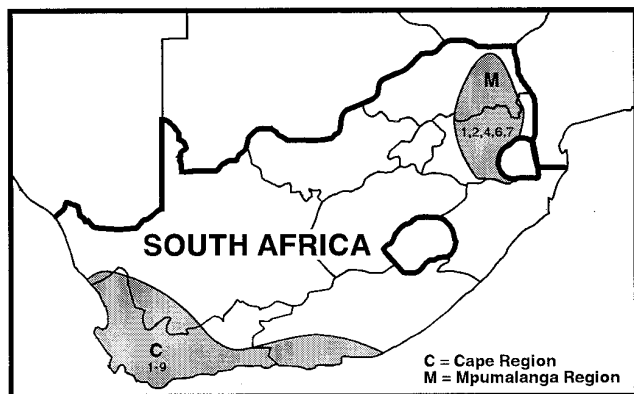 M
1,2,4,6,7
SOUTH AFRICA
C
1-9
C = Cape Region
M = Mpumalanga Region